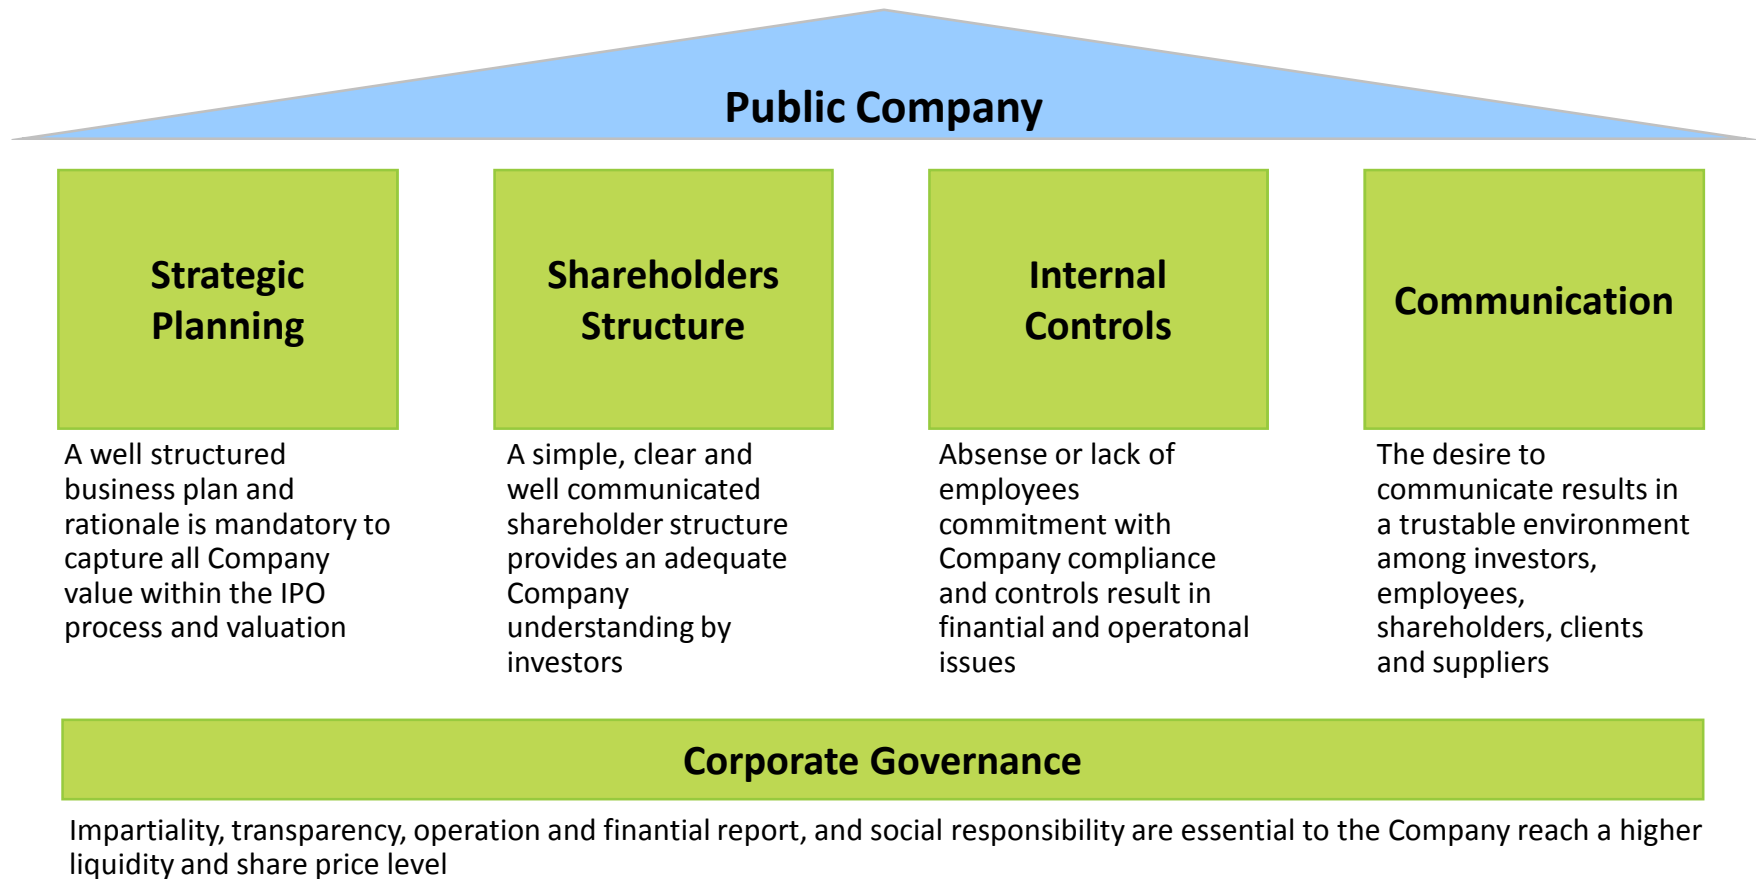 Public Company
Strategic
Planning
A well structured
business plan and
rationale is mandatory to
capture all Company
value within the IPO
process and valuation
Shareholders
Structure
A simple, clear and
well communicated
shareholder structure
provides an adequate
Company
understanding by
investors
Internal
Controls
Absense or lack of
employees
commitment with
Company compliance
and controls result in
finantial and operatonal
issues
Communication
The desire to
communicate results in
a trustable environment
among investors,
employees,
shareholders, clients
and suppliers
Corporate Governance
Impartiality, transparency, operation and finantial report, and social responsibility are essential to the Company reach a higher
liquidity and share price level